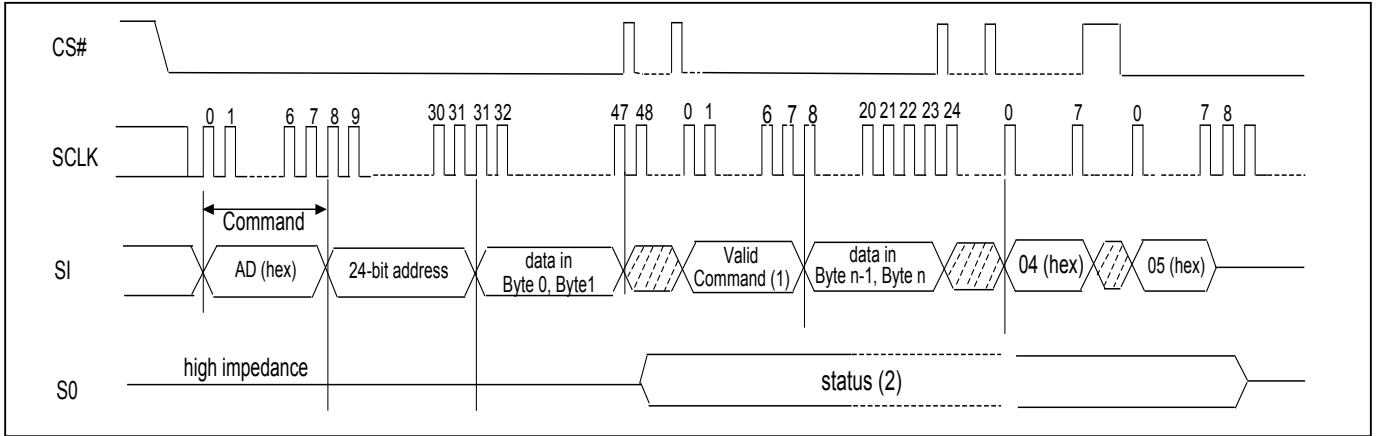 CS#
0 1 6 7 8 9 30 31 31 32 47 48 0 1 6 7 8 20 21 22 23 24 0 7 0 7 8
SCLK
Command
SI
AD (hex)
24-bit address
data in
Byte 0, Byte1
Valid
Command (1)
data in
Byte n-1, Byte n
04 (hex)
05 (hex)
high impedance
S0
status (2)